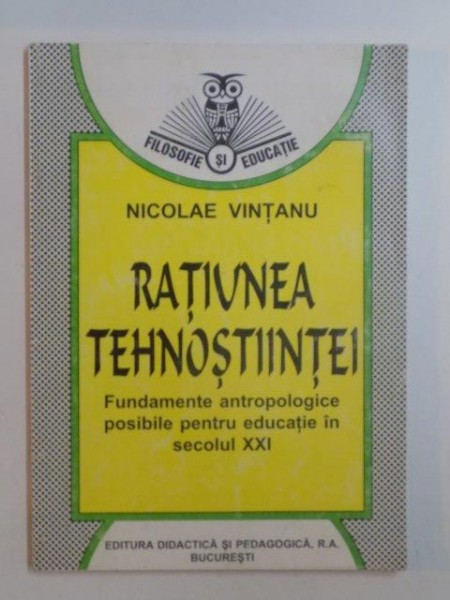 FILOSOFIE ȘI EDUCAȚIE
NICOLAE VINȚANU
RAȚIUNEA
TEHNOȘTIINȚEI
Fundamente antropologice
posibile pentru educație în
secolul XXI
EDITURA DIDACTICĂ ȘI PEDAGOGICĂ, R.A.
BUCUREȘTI